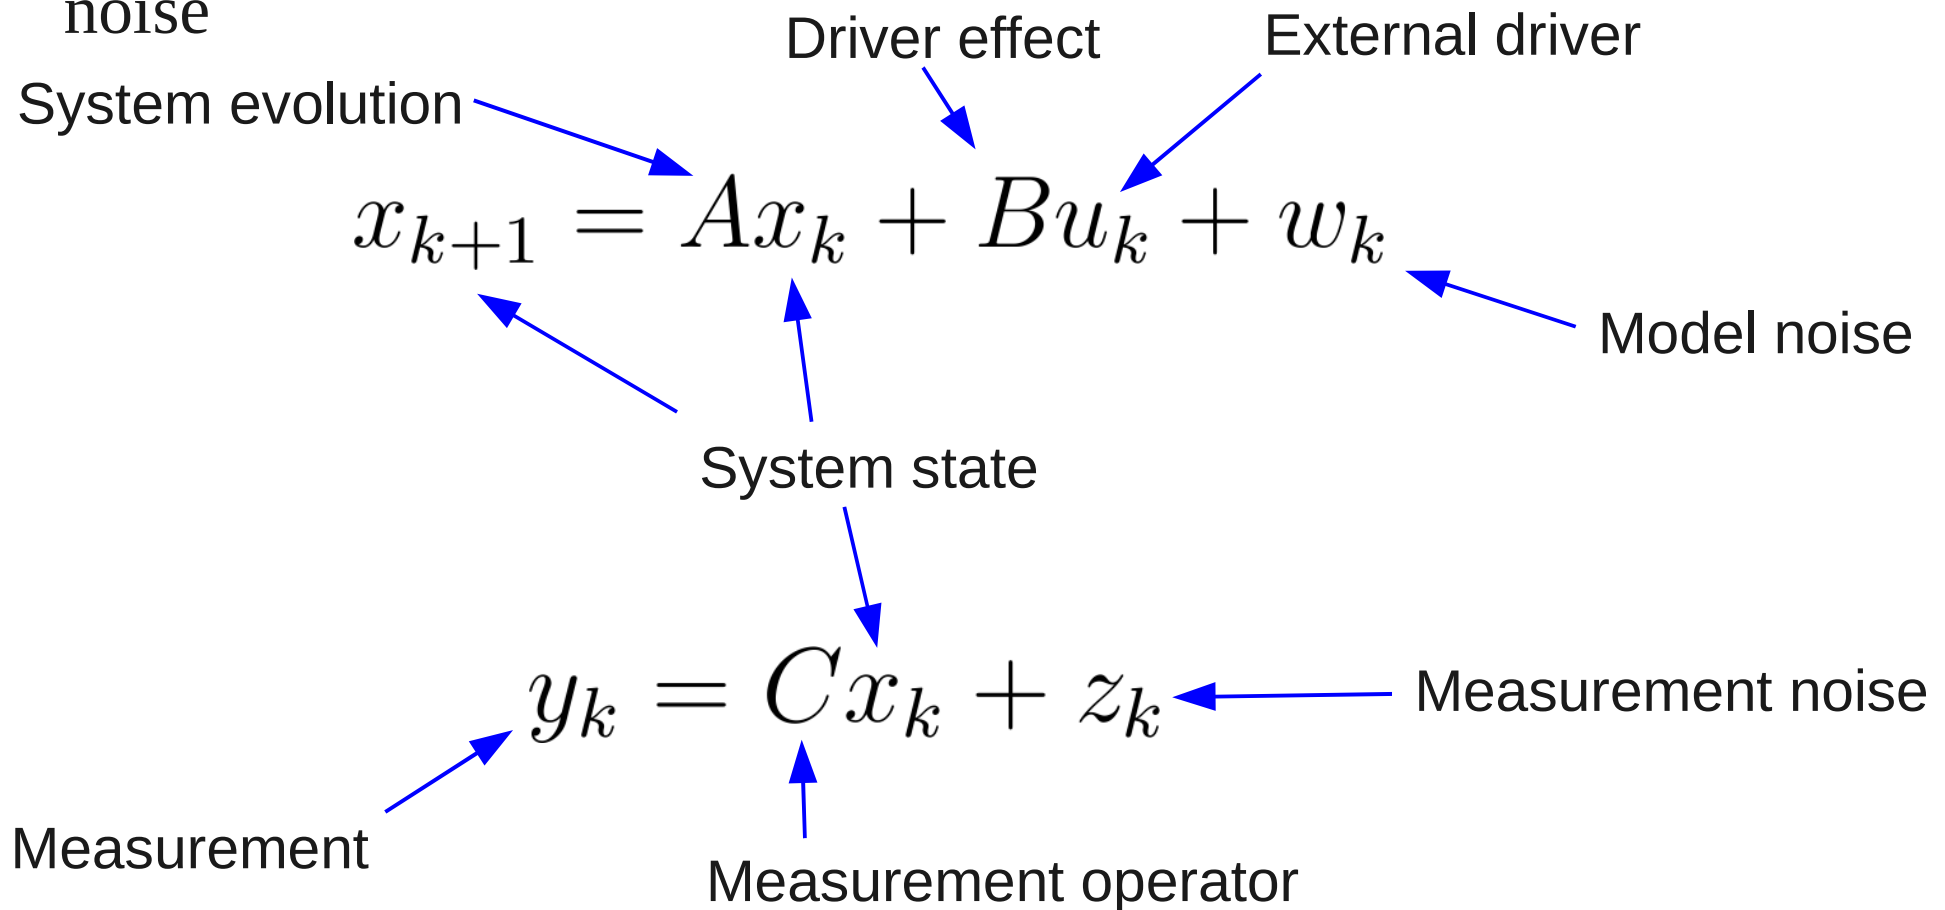 noise
Driver effect
External driver
System evolution
x_{k+1} = Ax_k + Bu_k + w_k
Model noise
System state
y_k = Cx_k + z_k
Measurement noise
Measurement
Measurement operator